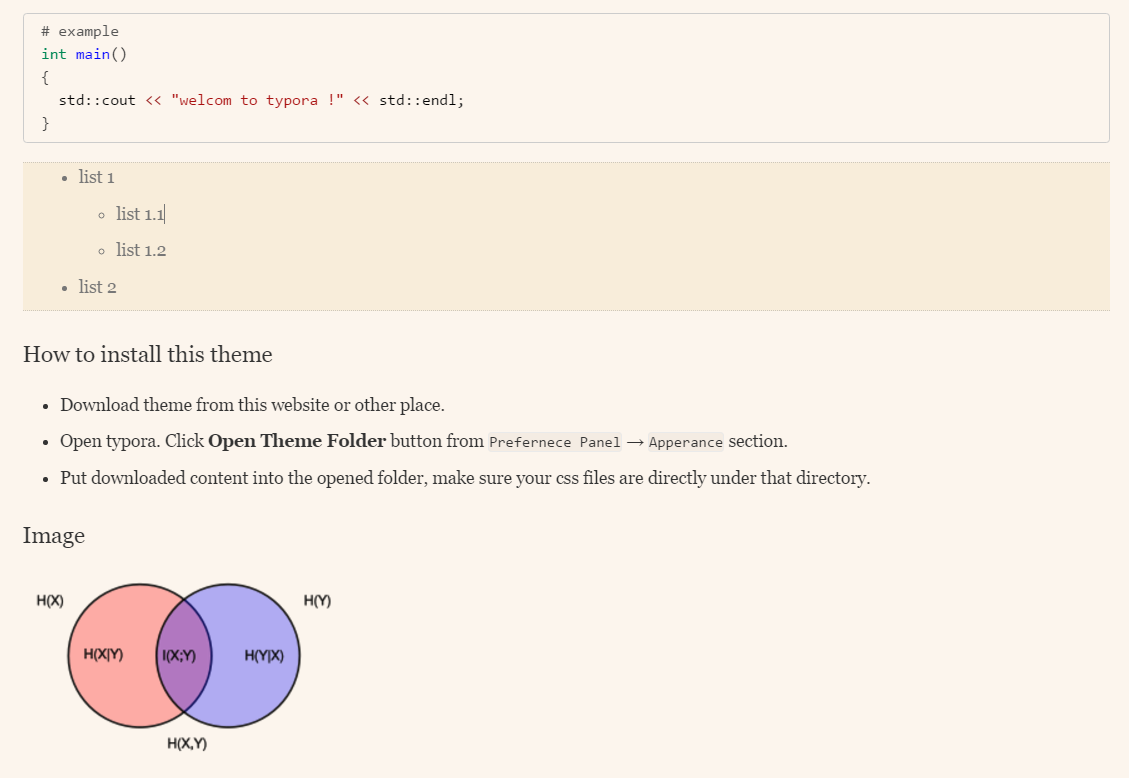 # example
int main()
{
  std::cout << "welcom to typora !" << std::endl;
}
list 1
list 1.1
list 1.2
list 2
How to install this theme
Download theme from this website or other place.
Open typora. Click Open Theme Folder button from Prefernece Panel → Apperance section.
Put downloaded content into the opened folder, make sure your css files are directly under that directory.
Image
H(X)
H(Y)
H(X|Y)
I(X;Y)
H(Y|X)
H(X,Y)